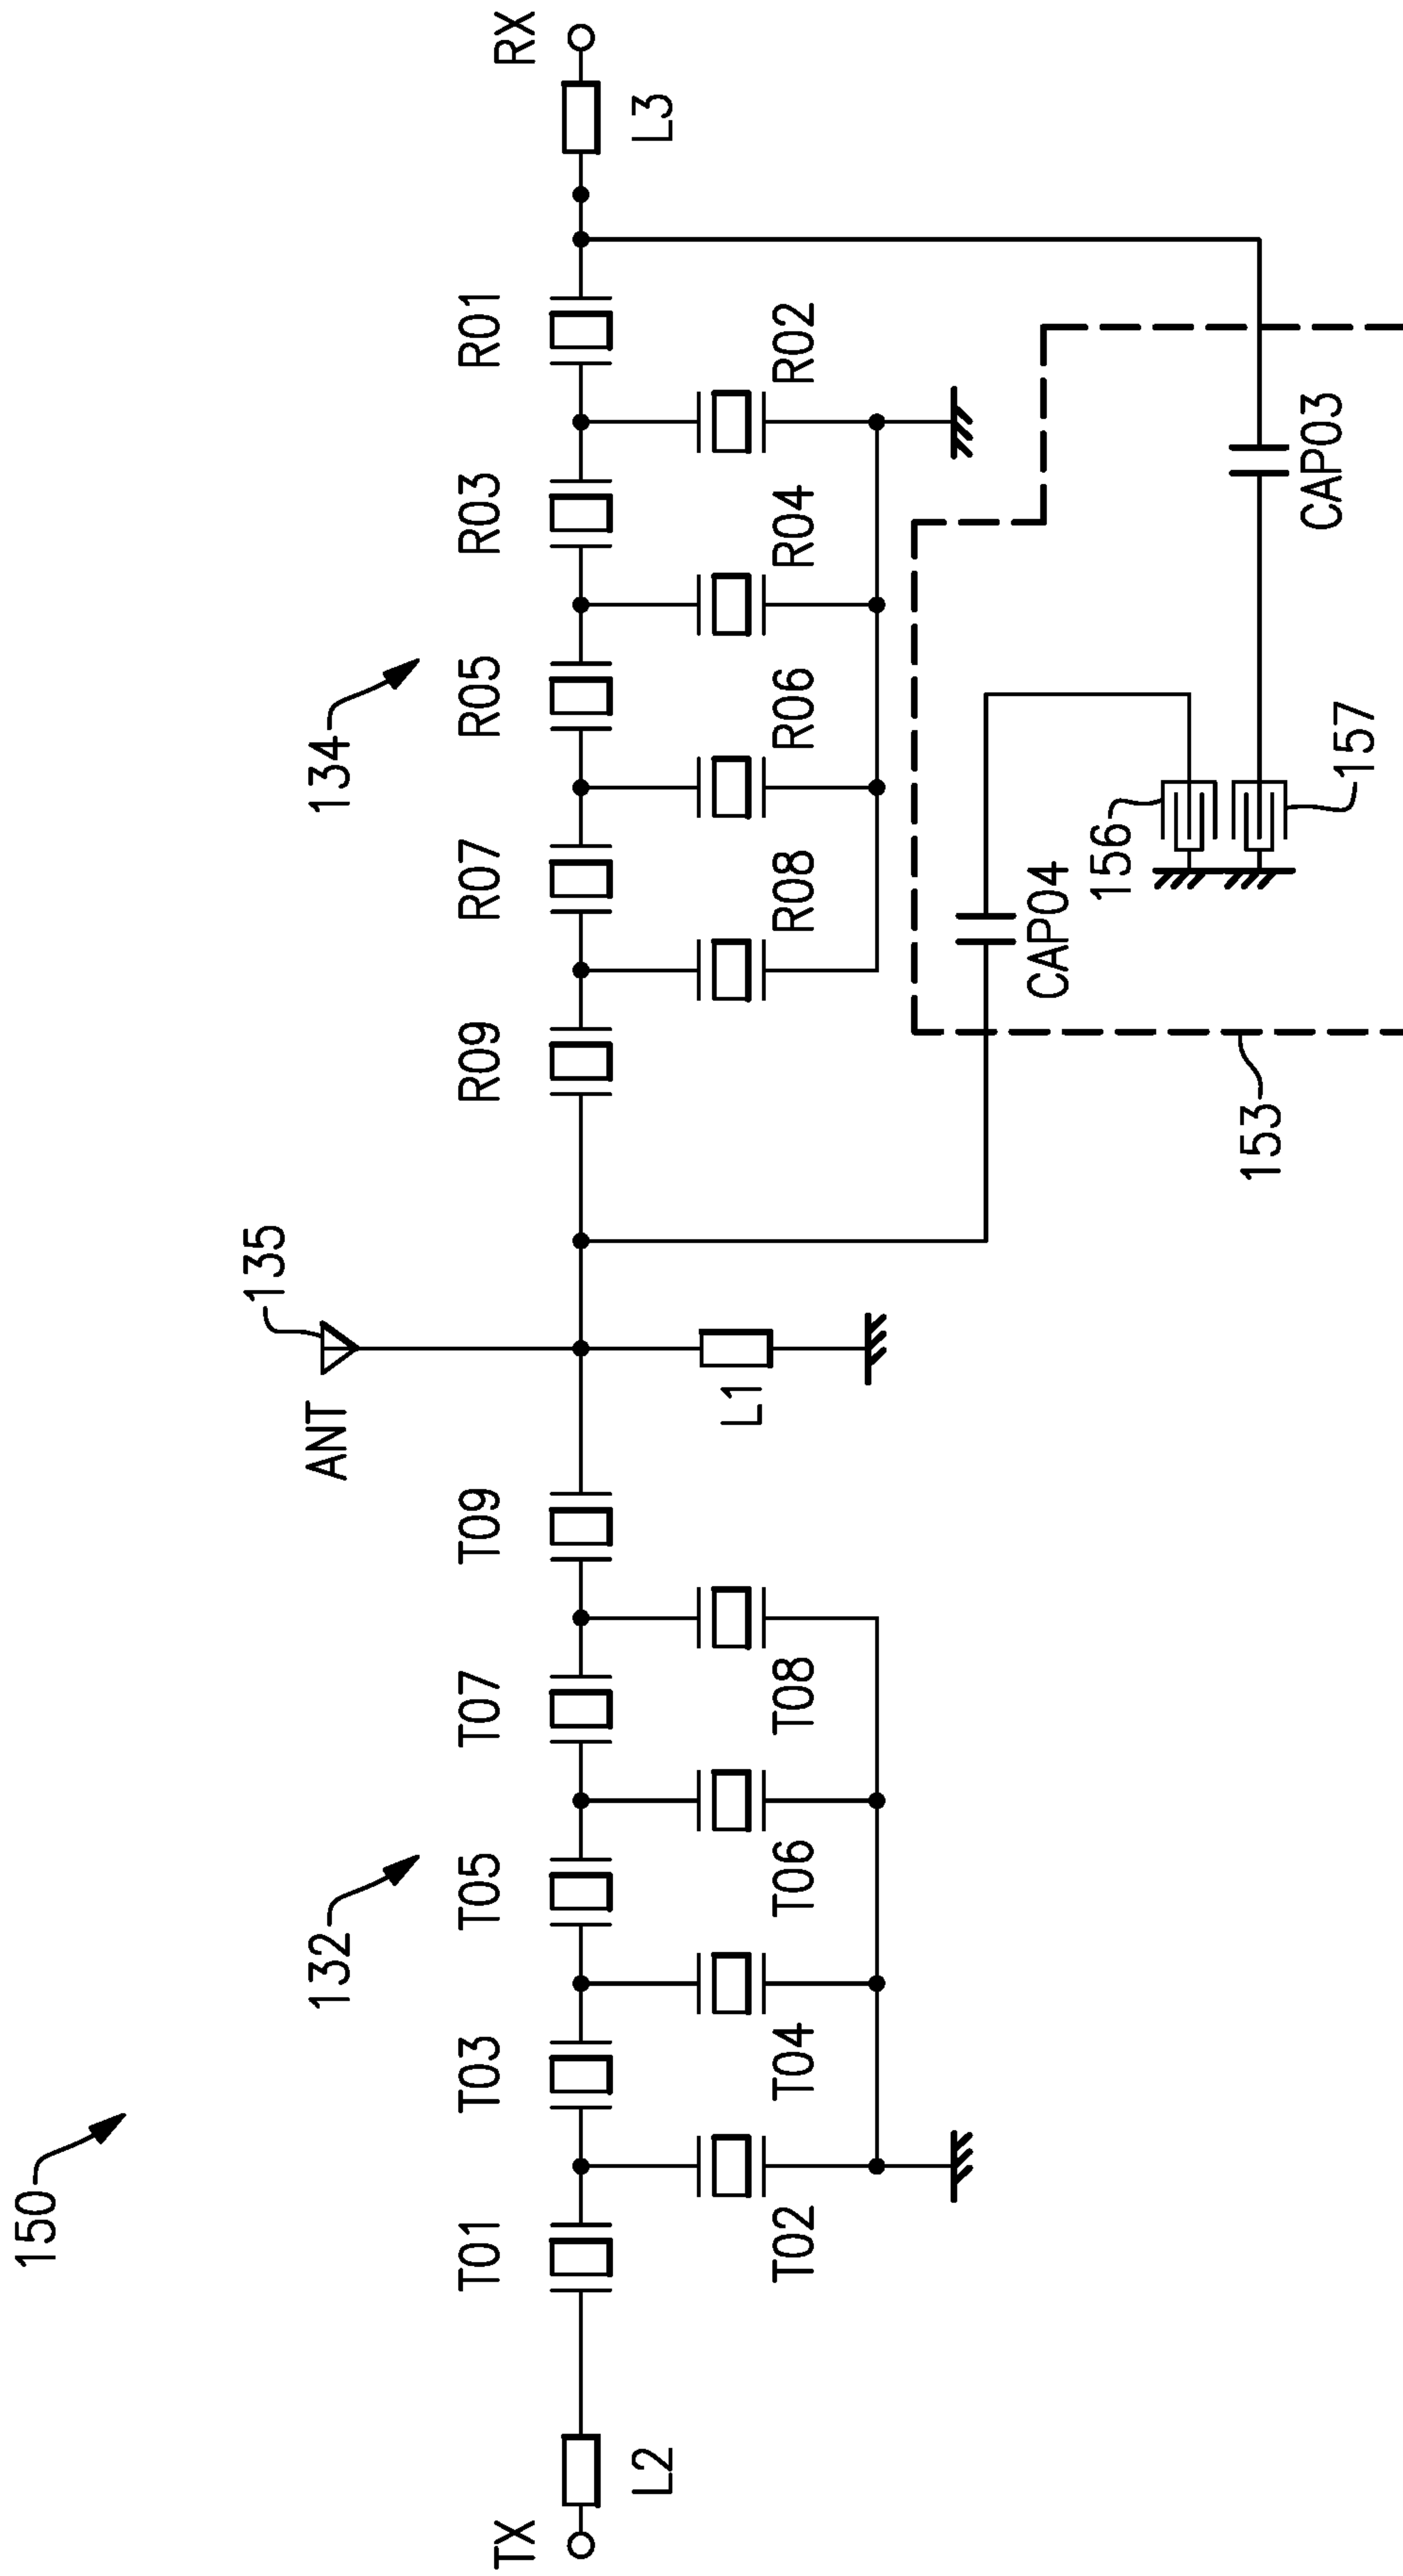 150
132
ANT
135
134
TX
L2
T01
T03
T05
T07
T09
R09
R07
R05
R03
R01
RX
L3
T02
T04
T06
T08
L1
R08
R06
R04
R02
CAP04
156
CAP03
153
157